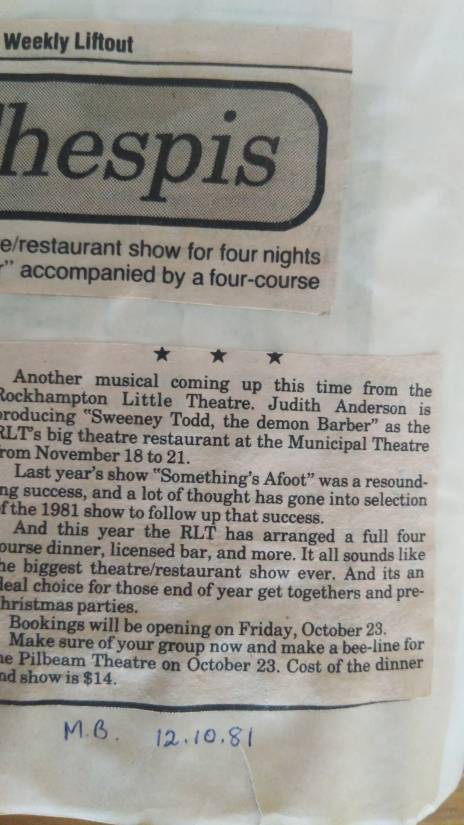 Weekly Liftout
hespis
e/restaurant show for four nights
r" accompanied by a four-course
★ ★ ★
Another musical coming up this time from the
Rockhampton Little Theatre. Judith Anderson is
producing "Sweeney Todd, the demon Barber" as the
RLT's big theatre restaurant at the Municipal Theatre
rom November 18 to 21.
Last year's show "Something's Afoot" was a resound-
ng success, and a lot of thought has gone into selection
f the 1981 show to follow up that success.
And this year the RLT has arranged a full four
ourse dinner, licensed bar, and more. It all sounds like
he biggest theatre/restaurant show ever. And its an
deal choice for those end of year get togethers and pre-
hristmas parties.
Bookings will be opening on Friday, October 23.
Make sure of your group now and make a bee-line for
he Pilbeam Theatre on October 23. Cost of the dinner
nd show is $14.
M.B. 12.10.81